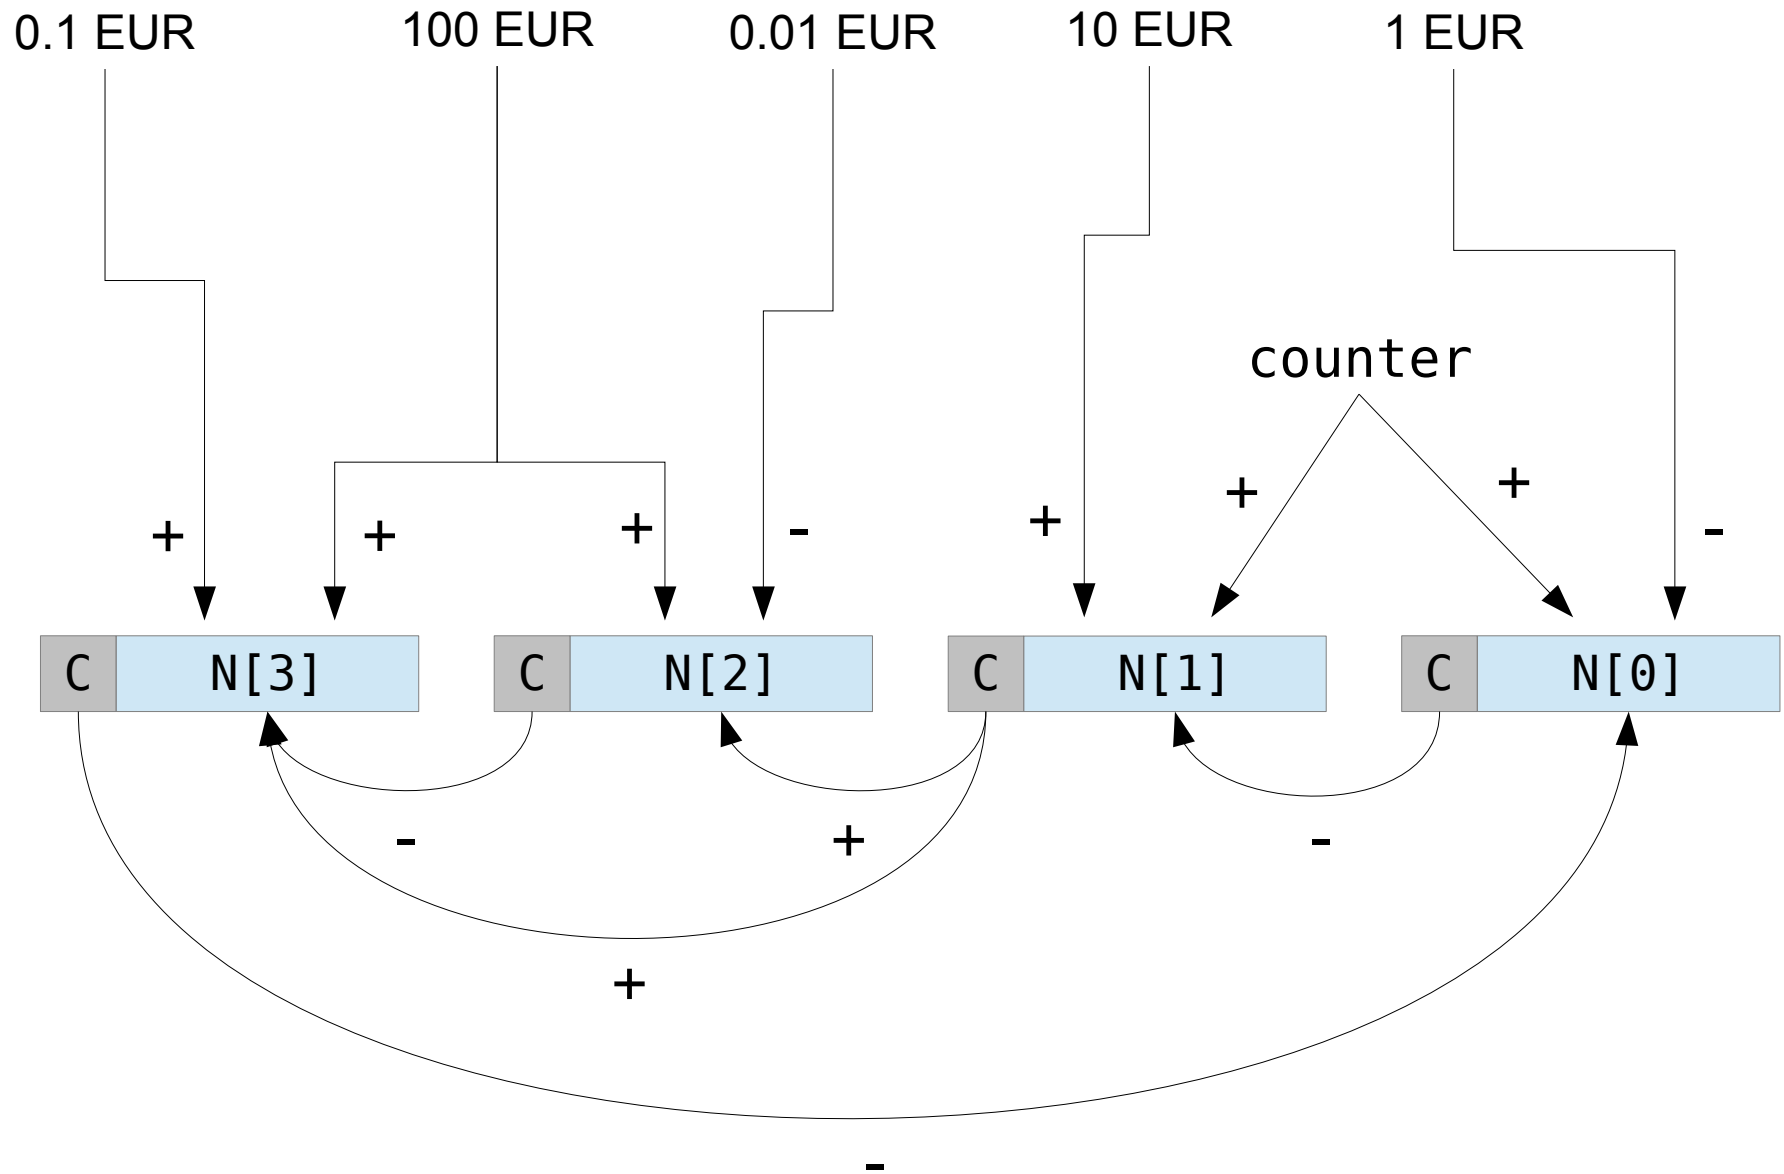 0.1 EUR 100 EUR 0.01 EUR 10 EUR 1 EUR
counter
+ +
+ + + - + -
C N[3] C N[2] C N[1] C N[0]
- + -
+
-